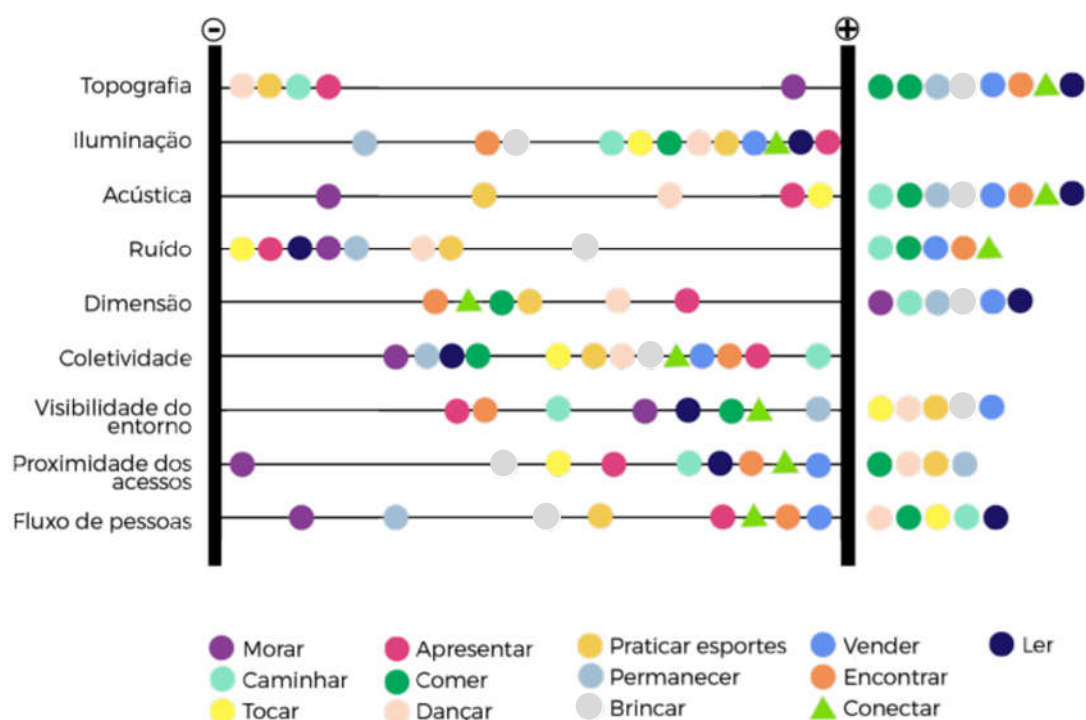 ⊖ ⊕
Topografia
Iluminação
Acústica
Ruído
Dimensão
Coletividade
Visibilidade do
entorno
Proximidade dos
acessos
Fluxo de pessoas
Morar Apresentar Praticar esportes Vender Ler
Caminhar Comer Permanecer Encontrar
Tocar Dançar Brincar Conectar